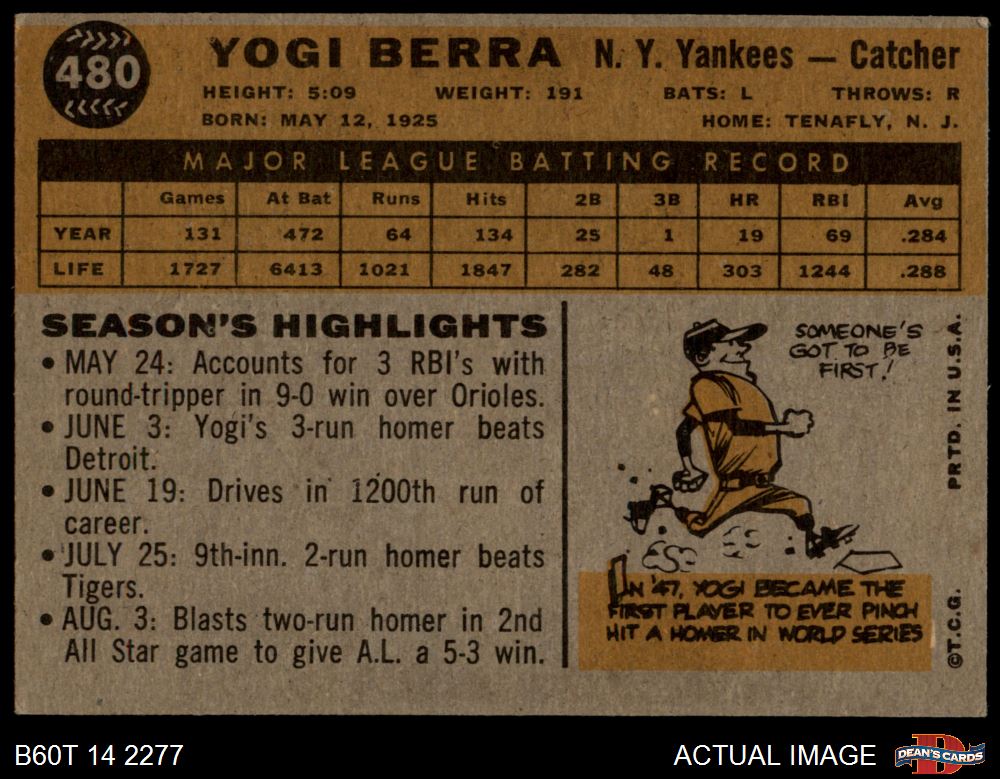 480
YOGI BERRA N. Y. Yankees — Catcher
HEIGHT: 5:09 WEIGHT: 191 BATS: L THROWS: R
BORN: MAY 12, 1925 HOME: TENAFLY, N. J.
MAJOR LEAGUE BATTING RECORD
Games At Bat Runs Hits 2B 3B HR RBI Avg
YEAR 131 472 64 134 25 1 19 69 .284
LIFE 1727 6413 1021 1847 282 48 303 1244 .288
SEASON'S HIGHLIGHTS
• MAY 24: Accounts for 3 RBI's with
round-tripper in 9-0 win over Orioles.
• JUNE 3: Yogi's 3-run homer beats
Detroit.
• JUNE 19: Drives in 1200th run of
career.
• JULY 25: 9th-inn. 2-run homer beats
Tigers.
• AUG. 3: Blasts two-run homer in 2nd
All Star game to give A.L. a 5-3 win.
SOMEONE'S
GOT TO BE
FIRST!
IN '47, YOGI BECAME THE
FIRST PLAYER TO EVER PINCH
HIT A HOMER IN WORLD SERIES
©T.C.G. PRTD. IN U.S.A.
B60T 14 2277 ACTUAL IMAGE DEAN'S CARDS